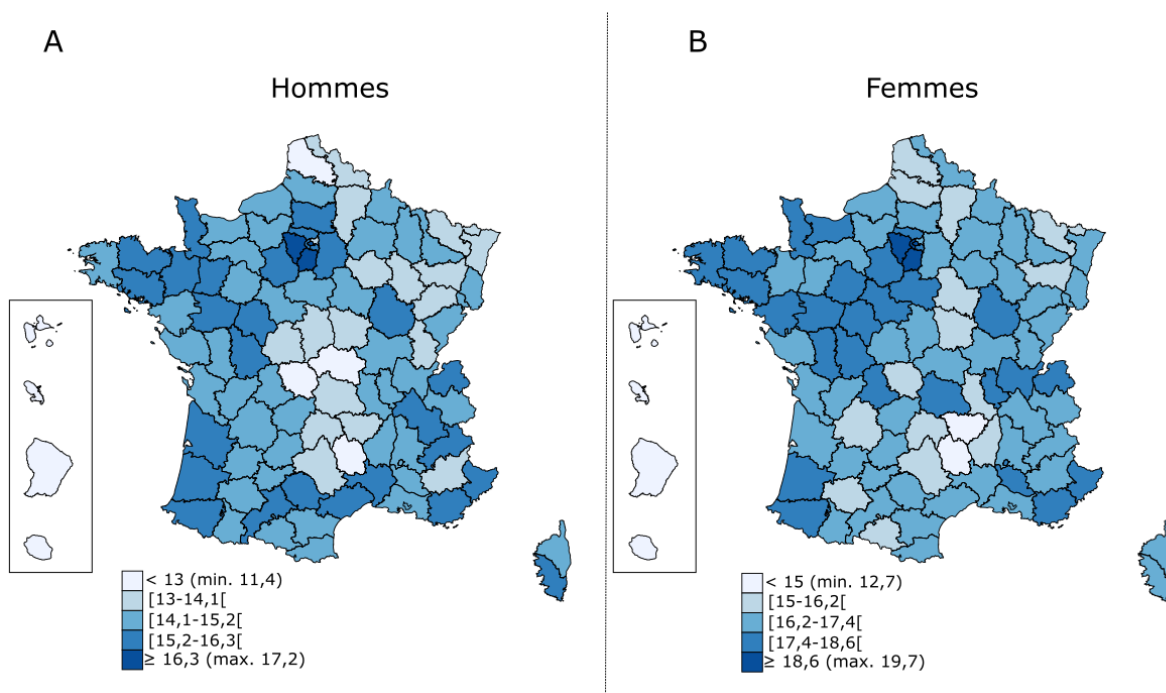 A
Hommes
< 13 (min. 11,4)
[13-14,1[
[14,1-15,2[
[15,2-16,3[
≥ 16,3 (max. 17,2)
B
Femmes
< 15 (min. 12,7)
[15-16,2[
[16,2-17,4[
[17,4-18,6[
≥ 18,6 (max. 19,7)